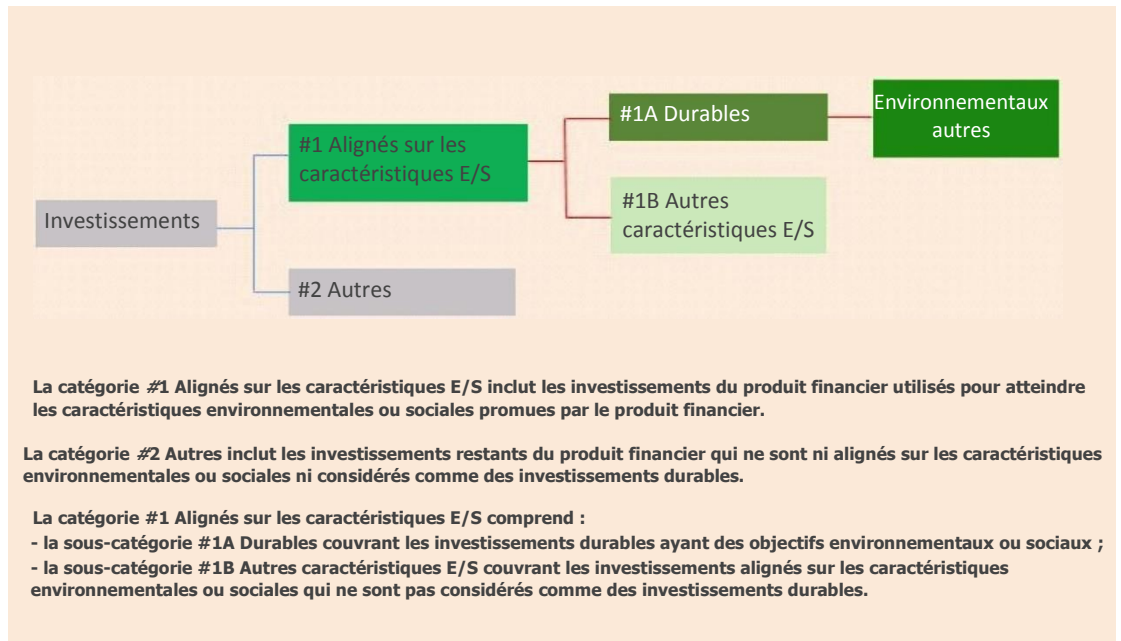 Investissements
#1 Alignés sur les
caractéristiques E/S
#2 Autres
#1A Durables
#1B Autres
caractéristiques E/S
Environnementaux
autres
La catégorie #1 Alignés sur les caractéristiques E/S inclut les investissements du produit financier utilisés pour atteindre
les caractéristiques environnementales ou sociales promues par le produit financier.
La catégorie #2 Autres inclut les investissements restants du produit financier qui ne sont ni alignés sur les caractéristiques
environnementales ou sociales ni considérés comme des investissements durables.
La catégorie #1 Alignés sur les caractéristiques E/S comprend :
- la sous-catégorie #1A Durables couvrant les investissements durables ayant des objectifs environnementaux ou sociaux ;
- la sous-catégorie #1B Autres caractéristiques E/S couvrant les investissements alignés sur les caractéristiques
environnementales ou sociales qui ne sont pas considérés comme des investissements durables.